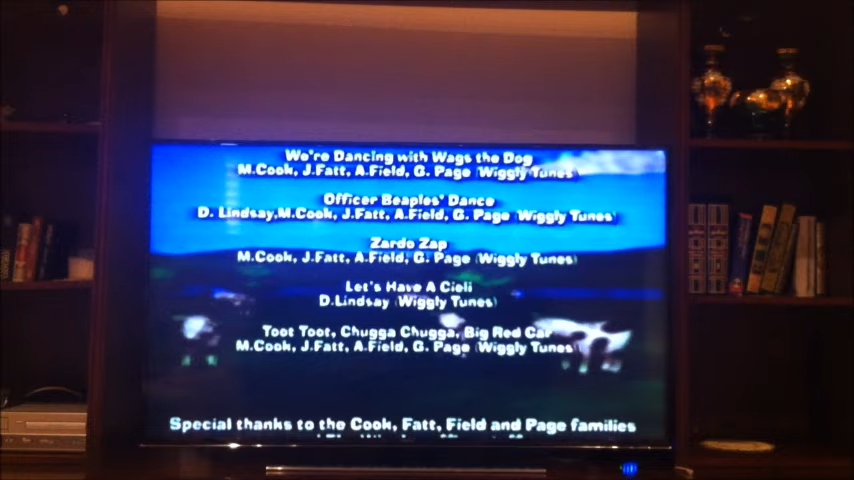 We're Dancing with Wags the Dog
M.Cook, J.Fatt, A.Field, G. Page (Wiggly Tunes)
Officer Beaples' Dance
D. Lindsay,M.Cook, J.Fatt, A.Field, G. Page (Wiggly Tunes)
Zardo Zap
M.Cook, J.Fatt, A.Field, G. Page (Wiggly Tunes)
Let's Have A Cieli
D.Lindsay (Wiggly Tunes)
Toot Toot, Chugga Chugga, Big Red Car
M.Cook, J.Fatt, A.Field, G. Page (Wiggly Tunes)
Special thanks to the Cook, Fatt, Field and Page families